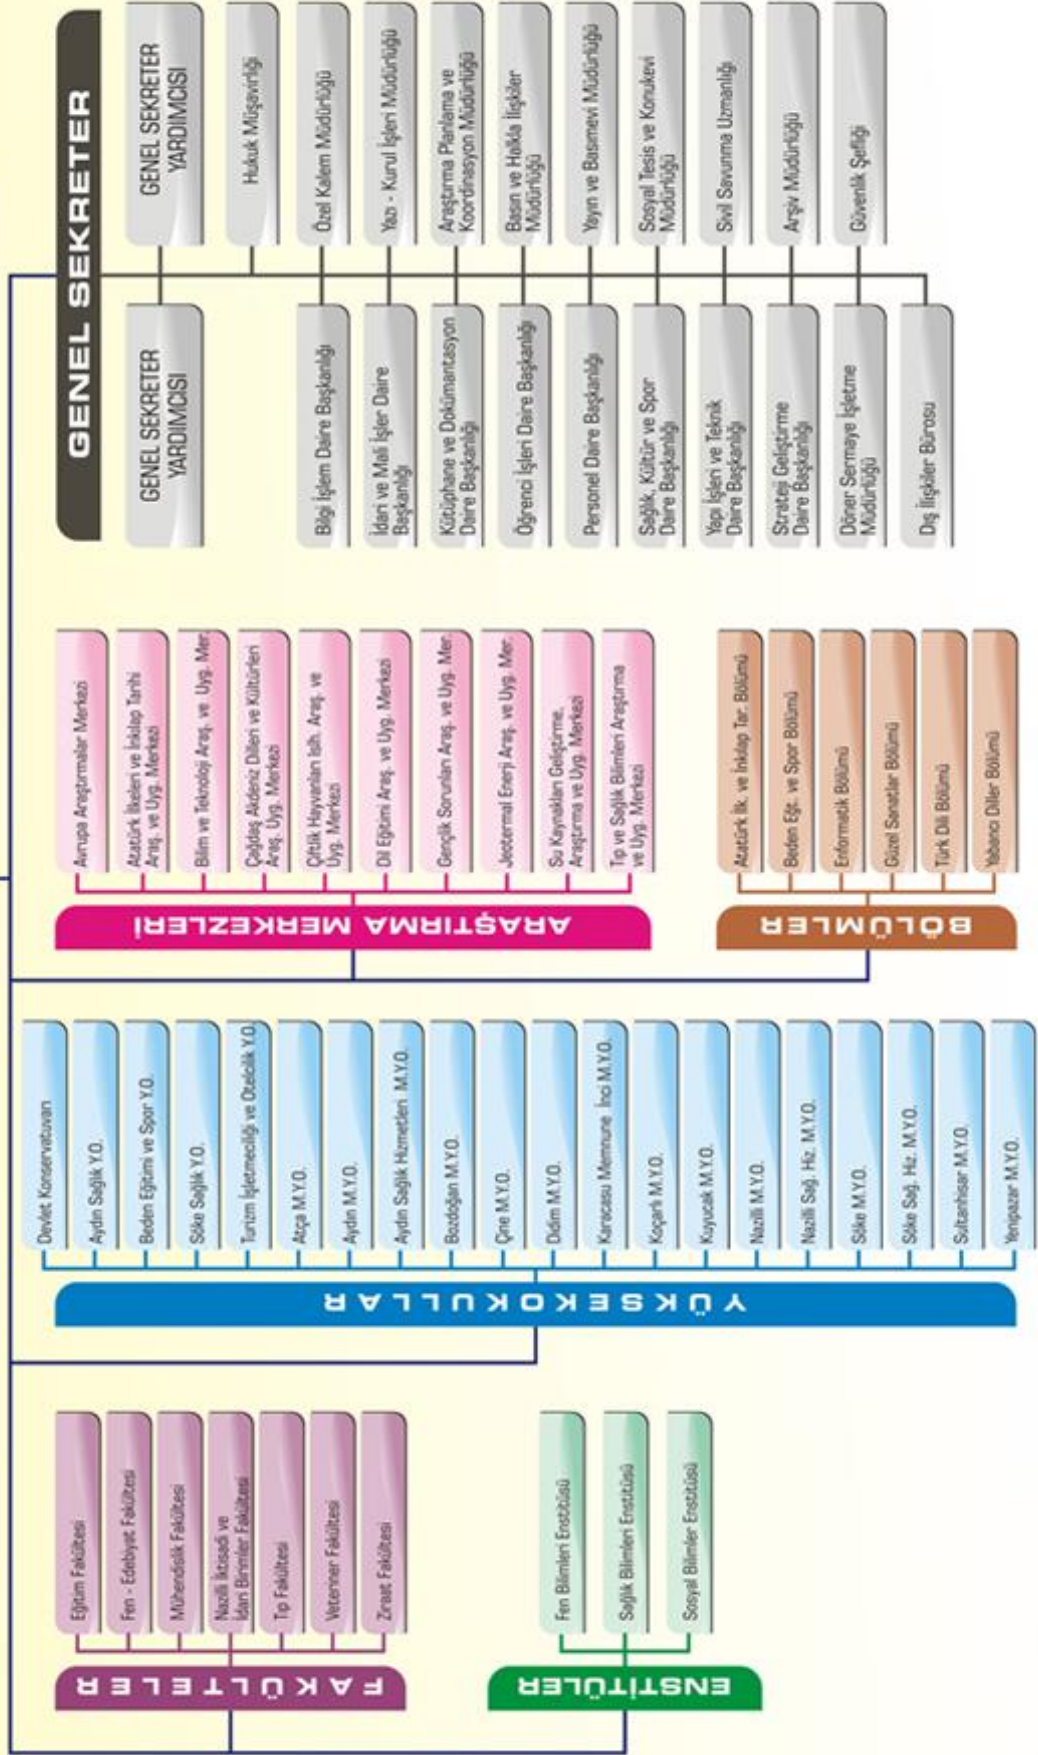 FAKÜLTELER
Eğitim Fakültesi
Fen - Edebiyat Fakültesi
Mühendislik Fakültesi
Nazilli İktisadi ve
İdari Birimler Fakültesi
Tıp Fakültesi
Veteriner Fakültesi
Ziraat Fakültesi
ENSTİTÜLER
Fen Bilimleri Enstitüsü
Sağlık Bilimleri Enstitüsü
Sosyal Bilimler Enstitüsü
YÜKSEKOKULLAR
Devlet Konservatuvarı
Aydın Sağlık Y.O.
Beden Eğitimi ve Spor Y.O.
Söke Sağlık Y.O.
Turizm İşletmeciliği ve Otelcilik Y.O.
Atça M.Y.O.
Aydın M.Y.O.
Aydın Sağlık Hizmetleri M.Y.O.
Bozdoğan M.Y.O.
Çine M.Y.O.
Didim M.Y.O.
Karacasu Memnune İnci M.Y.O.
Koçarlı M.Y.O.
Kuyucak M.Y.O.
Nazilli M.Y.O.
Nazilli Sağ. Hiz. M.Y.O.
Söke M.Y.O.
Söke Sağ. Hiz. M.Y.O.
Sultanhisar M.Y.O.
Yenipazar M.Y.O.
ARAŞTIRMA MERKEZLERİ
Avrupa Araştırmalar Merkezi
Atatürk İlkeleri ve İnkılap Tarihi
Araş. ve Uyg. Merkezi
Bilim ve Teknoloji Araş. ve Uyg. Mer.
Çağdaş Akdeniz Dilleri ve Kültürleri
Araş. Uyg. Merkezi
Çiftlik Hayvanları Islh. Araş. ve
Uyg. Merkezi
Dil Eğitimi Araş. ve Uyg. Merkezi
Gençlik Sorunları Araş. ve Uyg. Mer.
Jeotermal Enerji Araş. ve Uyg. Mer.
Su Kaynakları Geliştirme,
Araştırma ve Uyg. Merkezi
Tıp ve Sağlık Bilimleri Araştırma
ve Uyg. Merkezi
BÖLÜMLER
Atatürk İlk. ve İnkılap Tar. Bölümü
Beden Eğt. ve Spor Bölümü
Enformatik Bölümü
Güzel Sanatlar Bölümü
Türk Dili Bölümü
Yabancı Diller Bölümü
GENEL SEKRETER
GENEL SEKRETER
YARDIMCISI
GENEL SEKRETER
YARDIMCISI
Hukuk Müşavirliği
Bilgi İşlem Daire Başkanlığı
Özel Kalem Müdürlüğü
İdari ve Mali İşler Daire
Başkanlığı
Yazı - Kurul İşleri Müdürlüğü
Kütüphane ve Dokümantasyon
Daire Başkanlığı
Araştırma Planlama ve
Koordinasyon Müdürlüğü
Öğrenci İşleri Daire Başkanlığı
Basın ve Halkla İlişkiler
Müdürlüğü
Personel Daire Başkanlığı
Yayın ve Basımevi Müdürlüğü
Sağlık, Kültür ve Spor
Daire Başkanlığı
Sosyal Tesis ve Konukevi
Müdürlüğü
Yapı İşleri ve Teknik
Daire Başkanlığı
Sivil Savunma Uzmanlığı
Strateji Geliştirme
Daire Başkanlığı
Arşiv Müdürlüğü
Döner Sermaye İşletme
Müdürlüğü
Güvenlik Şefliği
Dış İlişkiler Bürosu